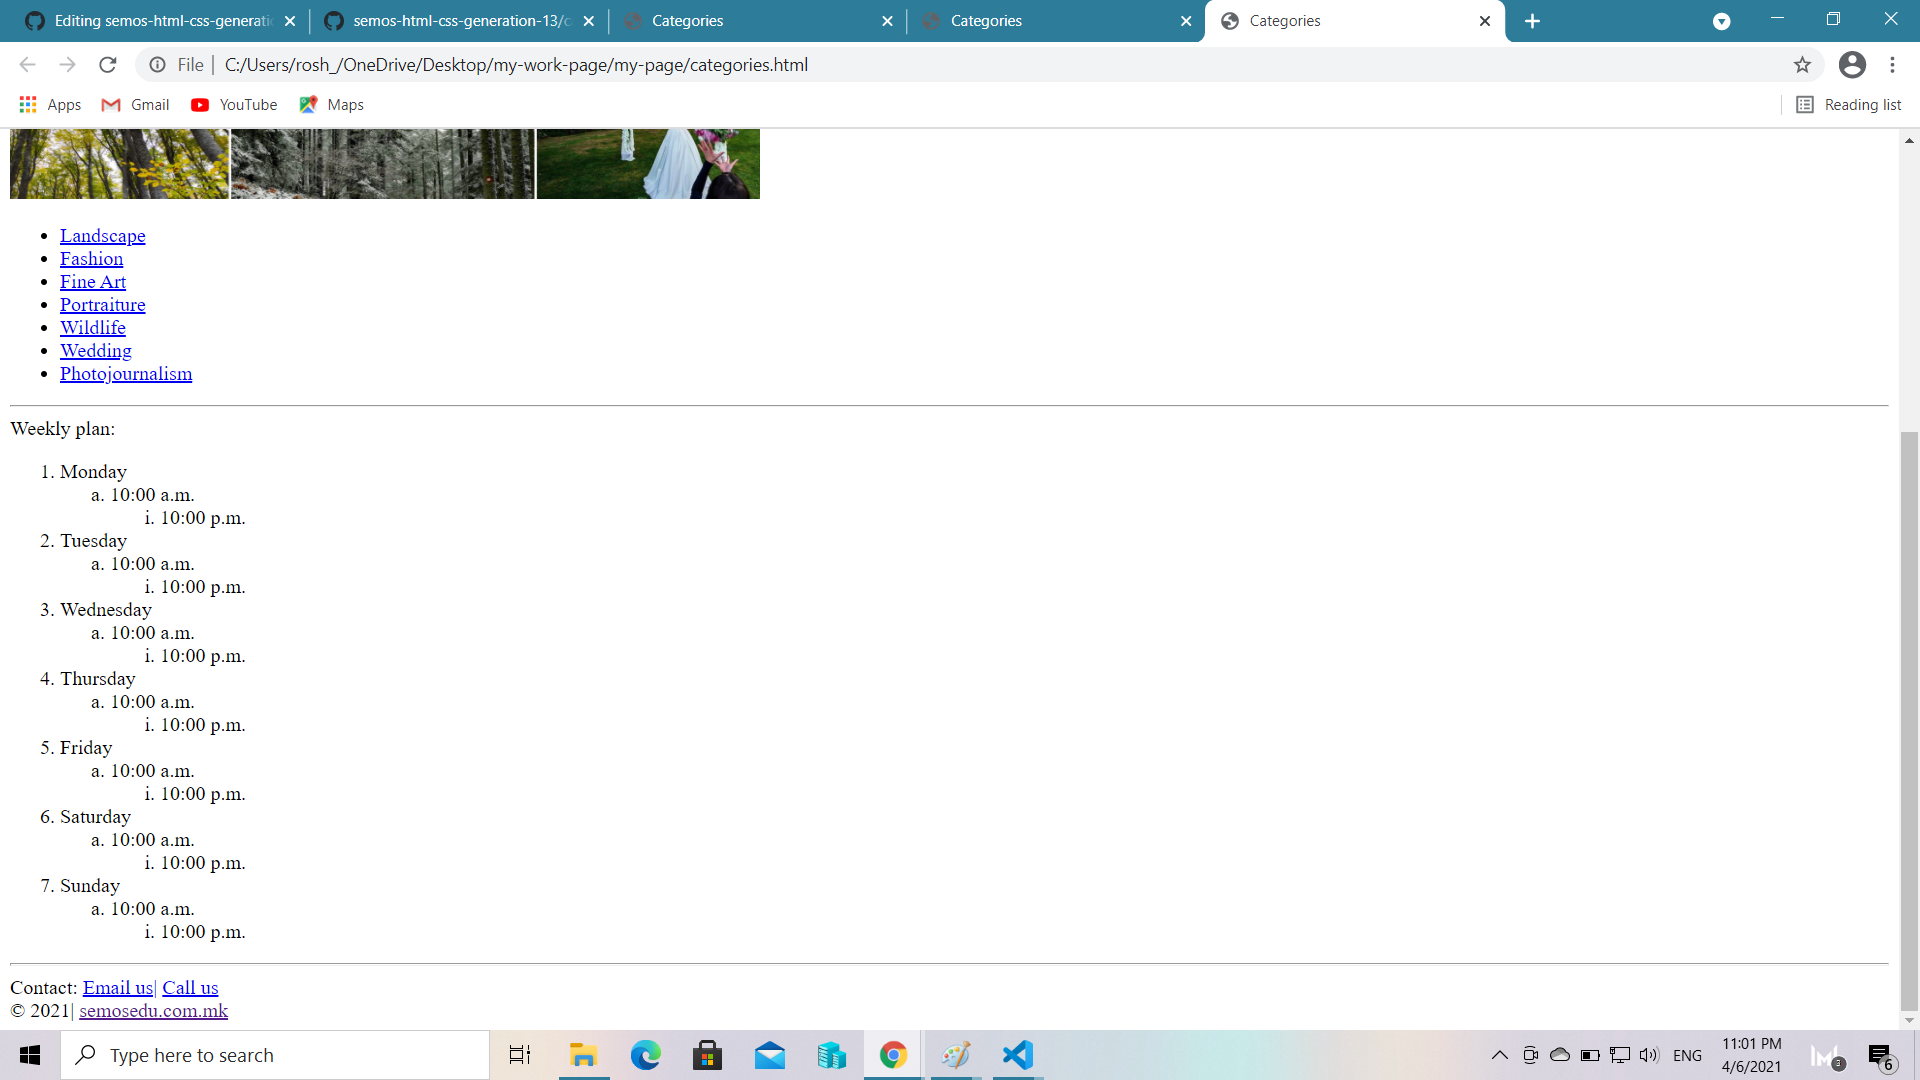 Editing semos-html-css-generati
semos-html-css-generation-13/c
Categories
Categories
Categories
File
C:/Users/rosh_/OneDrive/Desktop/my-work-page/my-page/categories.html
Apps
Gmail
YouTube
Maps
Reading list
• Landscape
• Fashion
• Fine Art
• Portraiture
• Wildlife
• Wedding
• Photojournalism
Weekly plan:
1. Monday
a. 10:00 a.m.
i. 10:00 p.m.
2. Tuesday
a. 10:00 a.m.
i. 10:00 p.m.
3. Wednesday
a. 10:00 a.m.
i. 10:00 p.m.
4. Thursday
a. 10:00 a.m.
i. 10:00 p.m.
5. Friday
a. 10:00 a.m.
i. 10:00 p.m.
6. Saturday
a. 10:00 a.m.
i. 10:00 p.m.
7. Sunday
a. 10:00 a.m.
i. 10:00 p.m.
Contact: Email us| Call us
© 2021| semosedu.com.mk
Type here to search
ENG
11:01 PM
4/6/2021
3
6